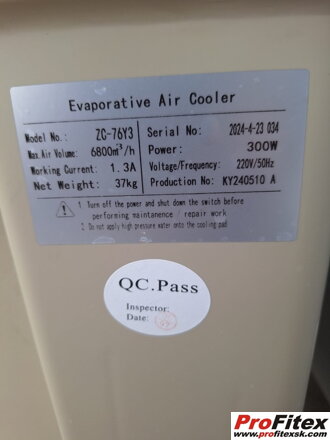 Evaporative Air Cooler
Model No.: ZC-76Y3 Serial No.: 2024-4-23 034
Max. Air Volume: 6800m³/h Power: 300W
Working Current: 1.3A Voltage/Frequency: 220V/50Hz
Net Weight: 37kg Production No.: KY240510 A
1. Turn off the power and shut down the switch before
performing maintanence / repair work
2. Do not apply high pressure water onto the cooling pad
QC.Pass
Inspector:
Date:
ProFitex
www.profitexsk.com